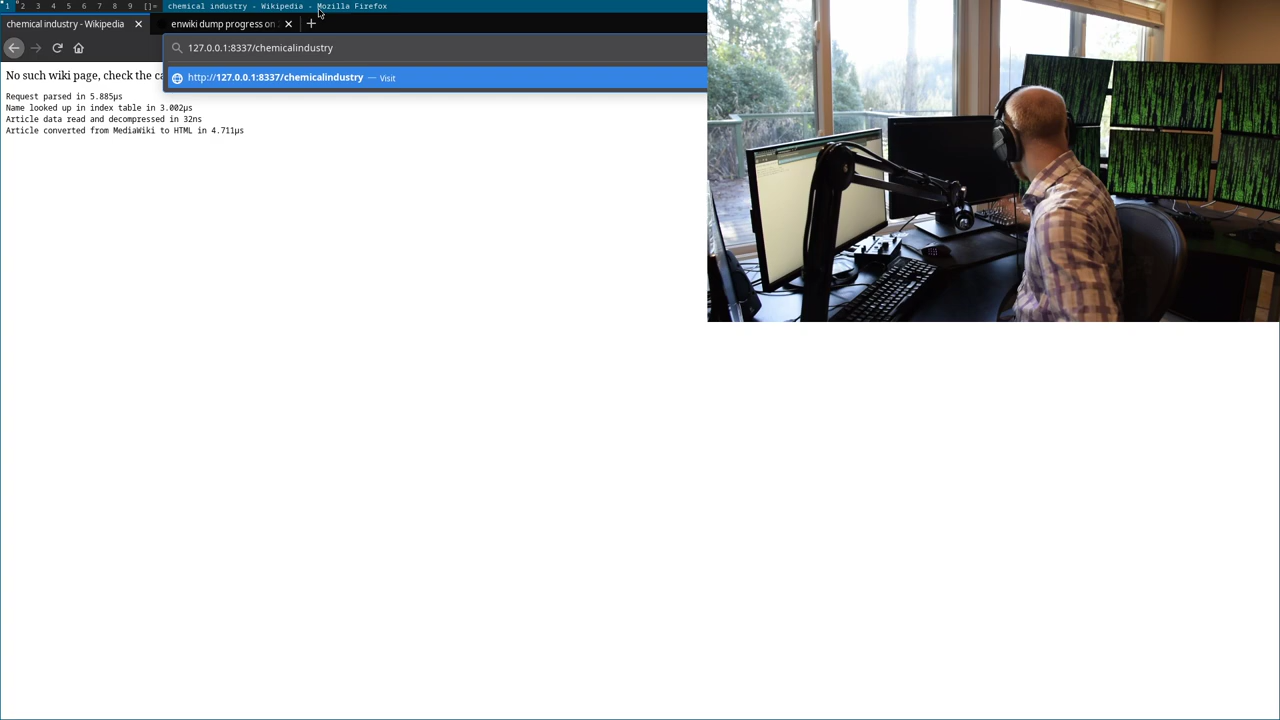 1 2 3 4 5 6 7 8 9 []= chemical industry - Wikipedia - Mozilla Firefox
chemical industry - Wikipedia
enwiki dump progress on
127.0.0.1:8337/chemicalindustry
http://127.0.0.1:8337/chemicalindustry — Visit
No such wiki page, check the
Request parsed in 5.885µs
Name looked up in index table in 3.002µs
Article data read and decompressed in 32ns
Article converted from MediaWiki to HTML in 4.711µs